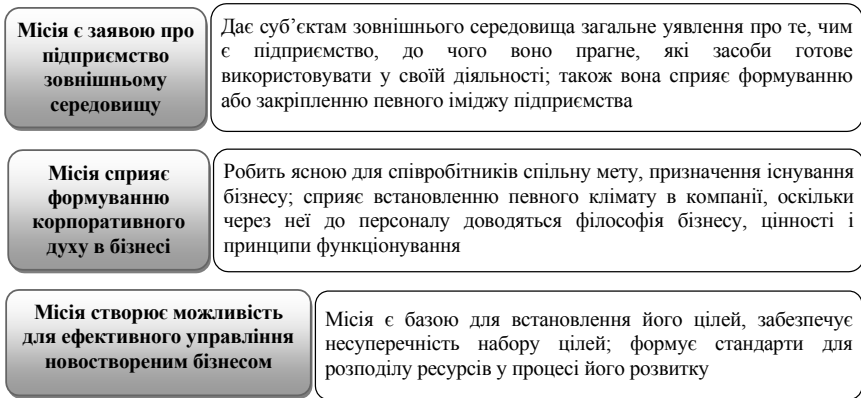 Місія є заявою про
підприємство
зовнішньому
середовищу
Дає суб’єктам зовнішнього середовища загальне уявлення про те, чим
є підприємство, до чого воно прагне, які засоби готове
використовувати у своїй діяльності; також вона сприяє формуванню
або закріпленню певного іміджу підприємства
Місія сприяє
формуванню
корпоративного
духу в бізнесі
Робить ясною для співробітників спільну мету, призначення існування
бізнесу; сприяє встановленню певного клімату в компанії, оскільки
через неї до персоналу доводяться філософія бізнесу, цінності і
принципи функціонування
Місія створює можливість
для ефективного управління
новоствореним бізнесом
Місія є базою для встановлення його цілей, забезпечує
несуперечність набору цілей; формує стандарти для
розподілу ресурсів у процесі його розвитку